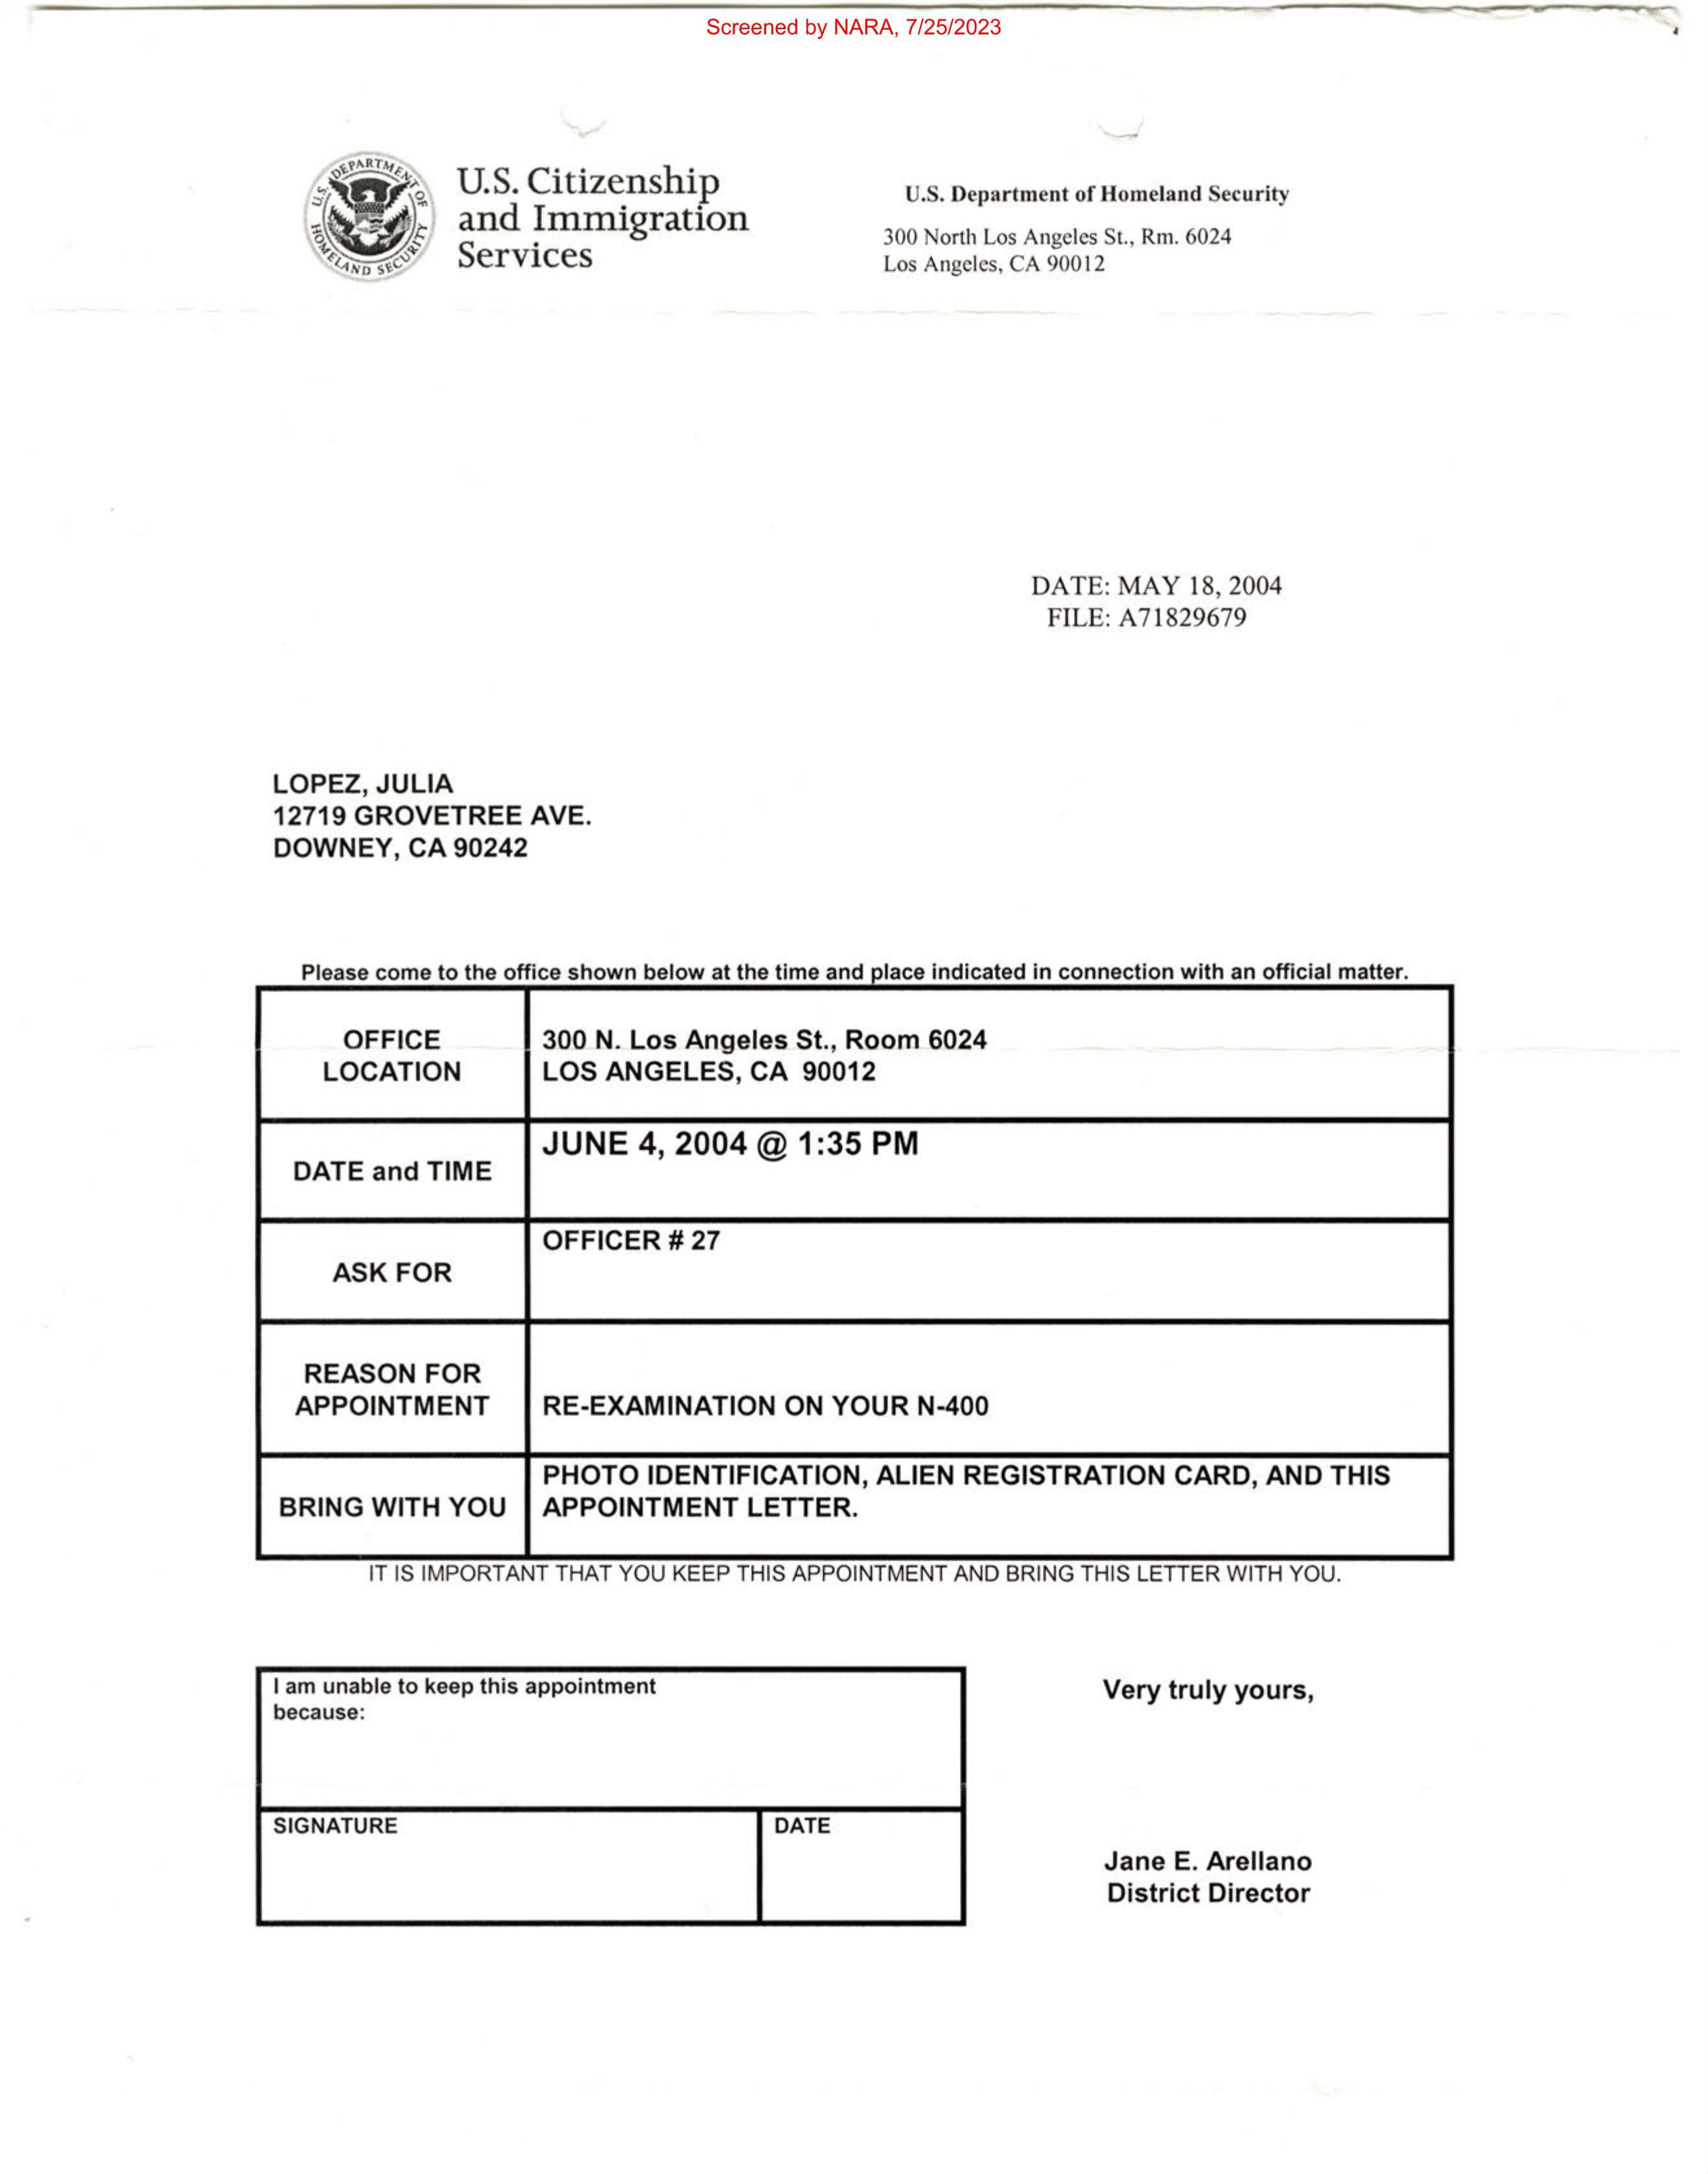 Screened by NARA, 7/25/2023
U.S. DEPARTMENT OF HOMELAND SECURITY
U.S. Citizenship
and Immigration
Services
U.S. Department of Homeland Security
300 North Los Angeles St., Rm. 6024
Los Angeles, CA 90012
DATE: MAY 18, 2004
FILE: A71829679
LOPEZ, JULIA
12719 GROVETREE AVE.
DOWNEY, CA 90242
Please come to the office shown below at the time and place indicated in connection with an official matter.
OFFICE
LOCATION
300 N. Los Angeles St., Room 6024
LOS ANGELES, CA 90012
DATE and TIME
JUNE 4, 2004 @ 1:35 PM
ASK FOR
OFFICER # 27
REASON FOR
APPOINTMENT
RE-EXAMINATION ON YOUR N-400
BRING WITH YOU
PHOTO IDENTIFICATION, ALIEN REGISTRATION CARD, AND THIS
APPOINTMENT LETTER.
IT IS IMPORTANT THAT YOU KEEP THIS APPOINTMENT AND BRING THIS LETTER WITH YOU.
I am unable to keep this appointment
because:
SIGNATURE
DATE
Very truly yours,
Jane E. Arellano
District Director